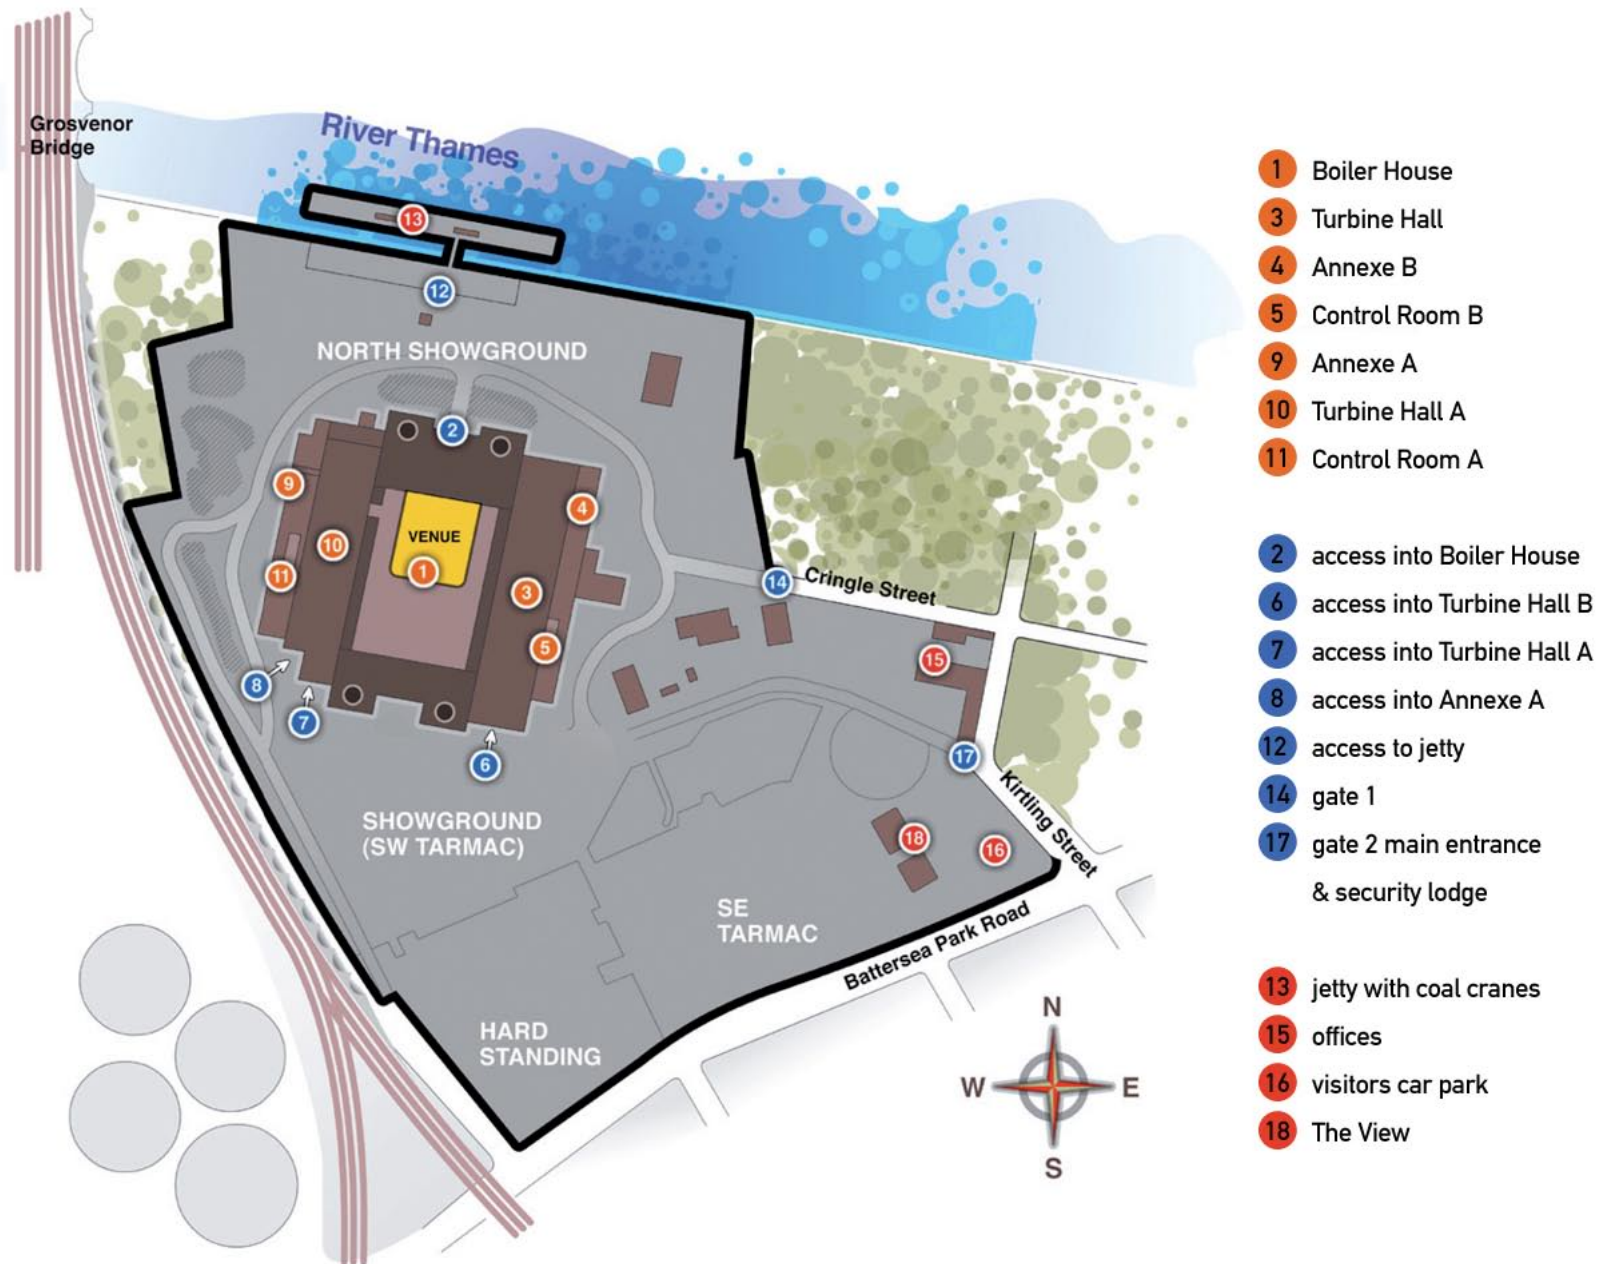 Grosvenor
Bridge
River Thames
13
12
NORTH SHOWGROUND
2
9
4
VENUE
10
1
11
3
14
Cringle Street
5
15
8
7
6
17
Kirtling Street
SHOWGROUND
(SW TARMAC)
18
16
SE
TARMAC
Battersea Park Road
HARD
STANDING
N
W
E
S
1 Boiler House
3 Turbine Hall
4 Annexe B
5 Control Room B
9 Annexe A
10 Turbine Hall A
11 Control Room A
2 access into Boiler House
6 access into Turbine Hall B
7 access into Turbine Hall A
8 access into Annexe A
12 access to jetty
14 gate 1
17 gate 2 main entrance
& security lodge
13 jetty with coal cranes
15 offices
16 visitors car park
18 The View